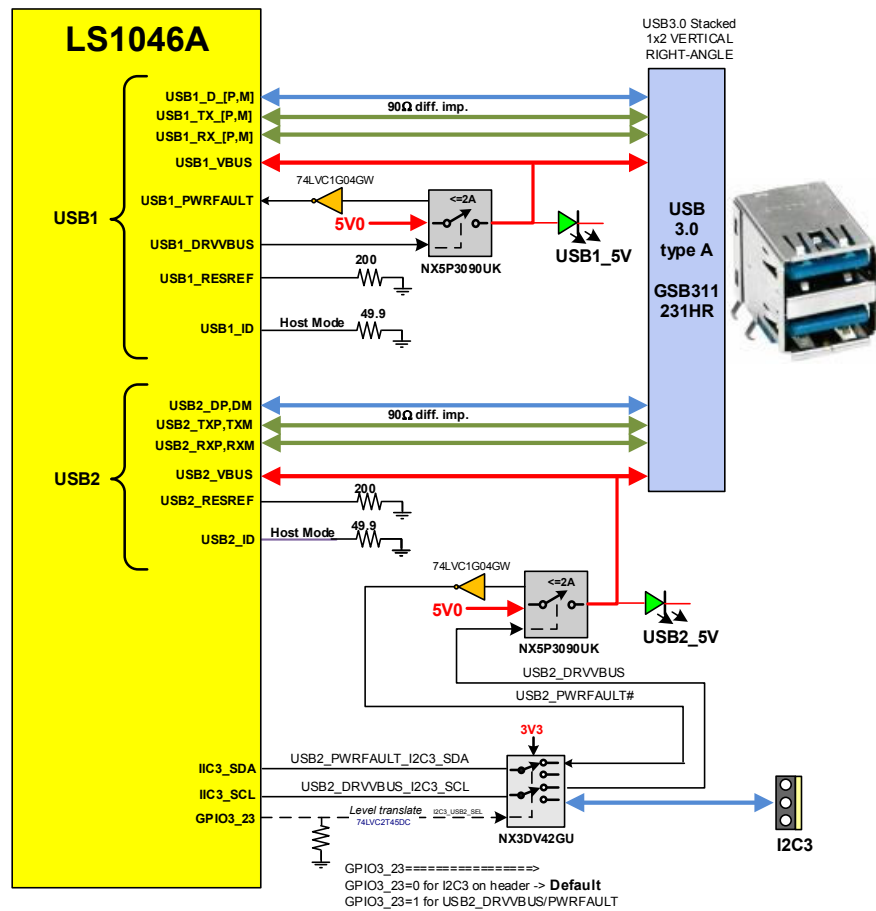 LS1046A
USB3.0 Stacked
1x2 VERTICAL
RIGHT-ANGLE
USB1_D_[P,M]
USB1_TX_[P,M]
90Ω diff. imp.
USB1_RX_[P,M]
USB1_VBUS
74LVC1G04GW
<=2A
USB1_PWRFAULT
5V0
USB1
USB1_DRVVBUS
USB1_5V
NX5P3090UK
200
USB1_RESREF
49.9
Host Mode
USB1_ID
USB
3.0
type A
GSB311
231HR
USB2_DP,DM
90Ω diff. imp.
USB2_TXP,TXM
USB2_RXP,RXM
USB2_VBUS
USB2
200
USB2_RESREF
Host Mode
49.9
USB2_ID
74LVC1G04GW
<=2A
5V0
USB2_5V
NX5P3090UK
USB2_DRVVBUS
USB2_PWRFAULT#
3V3
USB2_PWRFAULT_I2C3_SDA
IIC3_SDA
USB2_DRVVBUS_I2C3_SCL
IIC3_SCL
Level translate
I2C3_USB2_SEL
GPIO3_23
74LVC2T45DC
NX3DV42GU
I2C3
GPIO3_23=================>
GPIO3_23=0 for I2C3 on header -> Default
GPIO3_23=1 for USB2_DRVVBUS/PWRFAULT